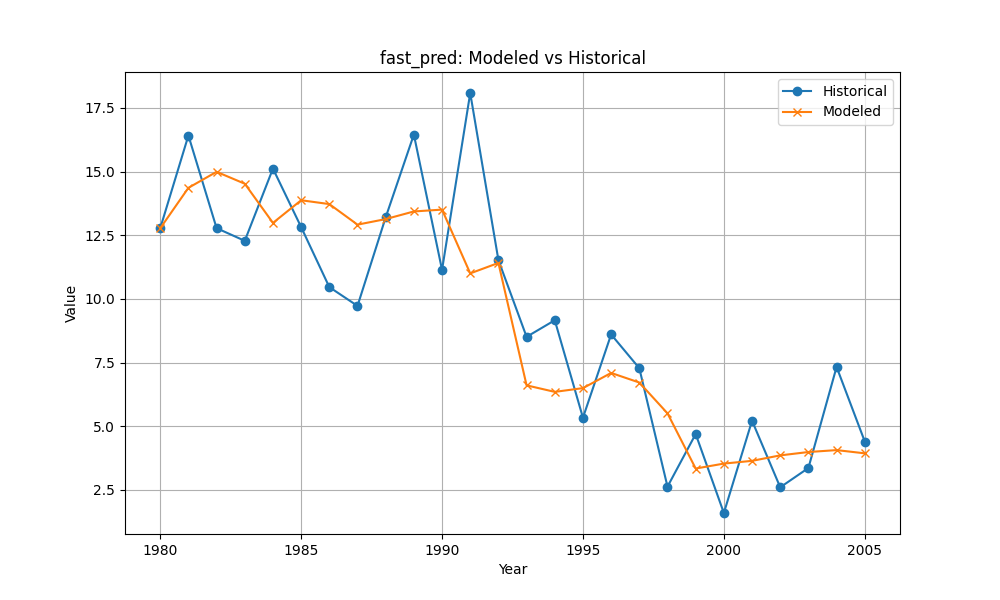 fast_pred: Modeled vs Historical
Historical
Modeled
17.5
15.0
12.5
10.0
7.5
5.0
2.5
Value
1980 1985 1990 1995 2000 2005
Year